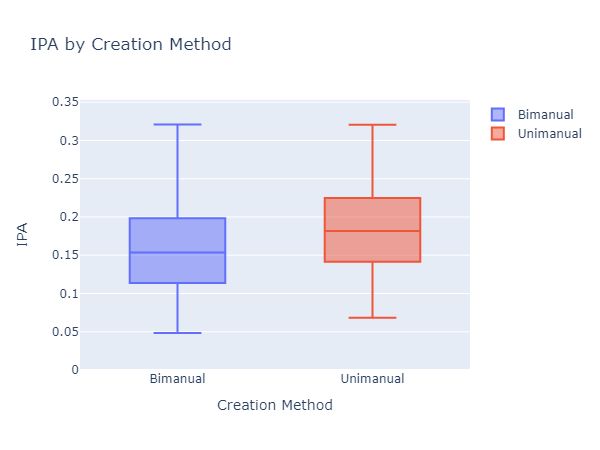 IPA by Creation Method
0.35
0.3
0.25
0.2
0.15
0.1
0.05
0
IPA
Bimanual
Unimanual
Creation Method
Bimanual
Unimanual